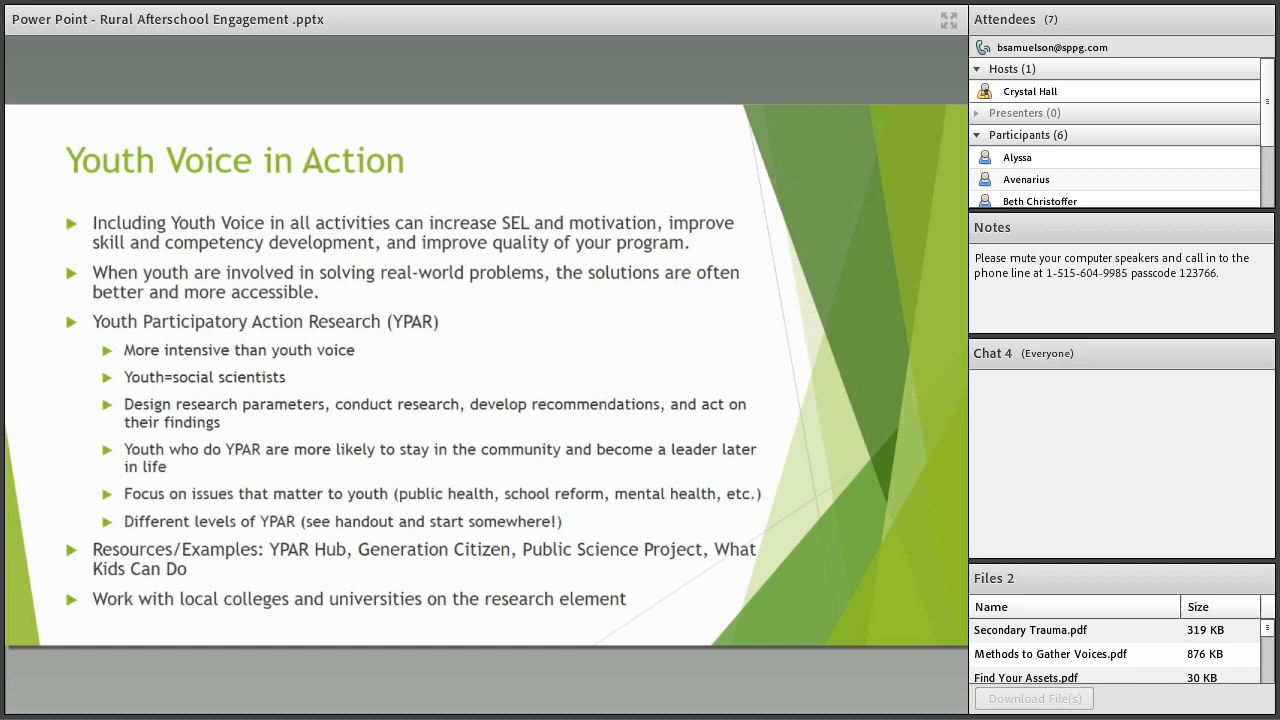 Power Point - Rural Afterschool Engagement .pptx
Youth Voice in Action
Including Youth Voice in all activities can increase SEL and motivation, improve
skill and competency development, and improve quality of your program.
When youth are involved in solving real-world problems, the solutions are often
better and more accessible.
Youth Participatory Action Research (YPAR)
More intensive than youth voice
Youth=social scientists
Design research parameters, conduct research, develop recommendations, and act on
their findings
Youth who do YPAR are more likely to stay in the community and become a leader later
in life
Focus on issues that matter to youth (public health, school reform, mental health, etc.)
Different levels of YPAR (see handout and start somewhere!)
Resources/Examples: YPAR Hub, Generation Citizen, Public Science Project, What
Kids Can Do
Work with local colleges and universities on the research element
Attendees (7)
bsamuelson@sppg.com
Hosts (1)
Crystal Hall
Presenters (0)
Participants (6)
Alyssa
Avenarius
Beth Christoffer
Notes
Please mute your computer speakers and call in to the
phone line at 1-515-604-9985 passcode 123766.
Chat 4 (Everyone)
Files 2
Name Size
Secondary Trauma.pdf 319 KB
Methods to Gather Voices.pdf 876 KB
Find Your Assets.pdf 30 KB
Download File(s)